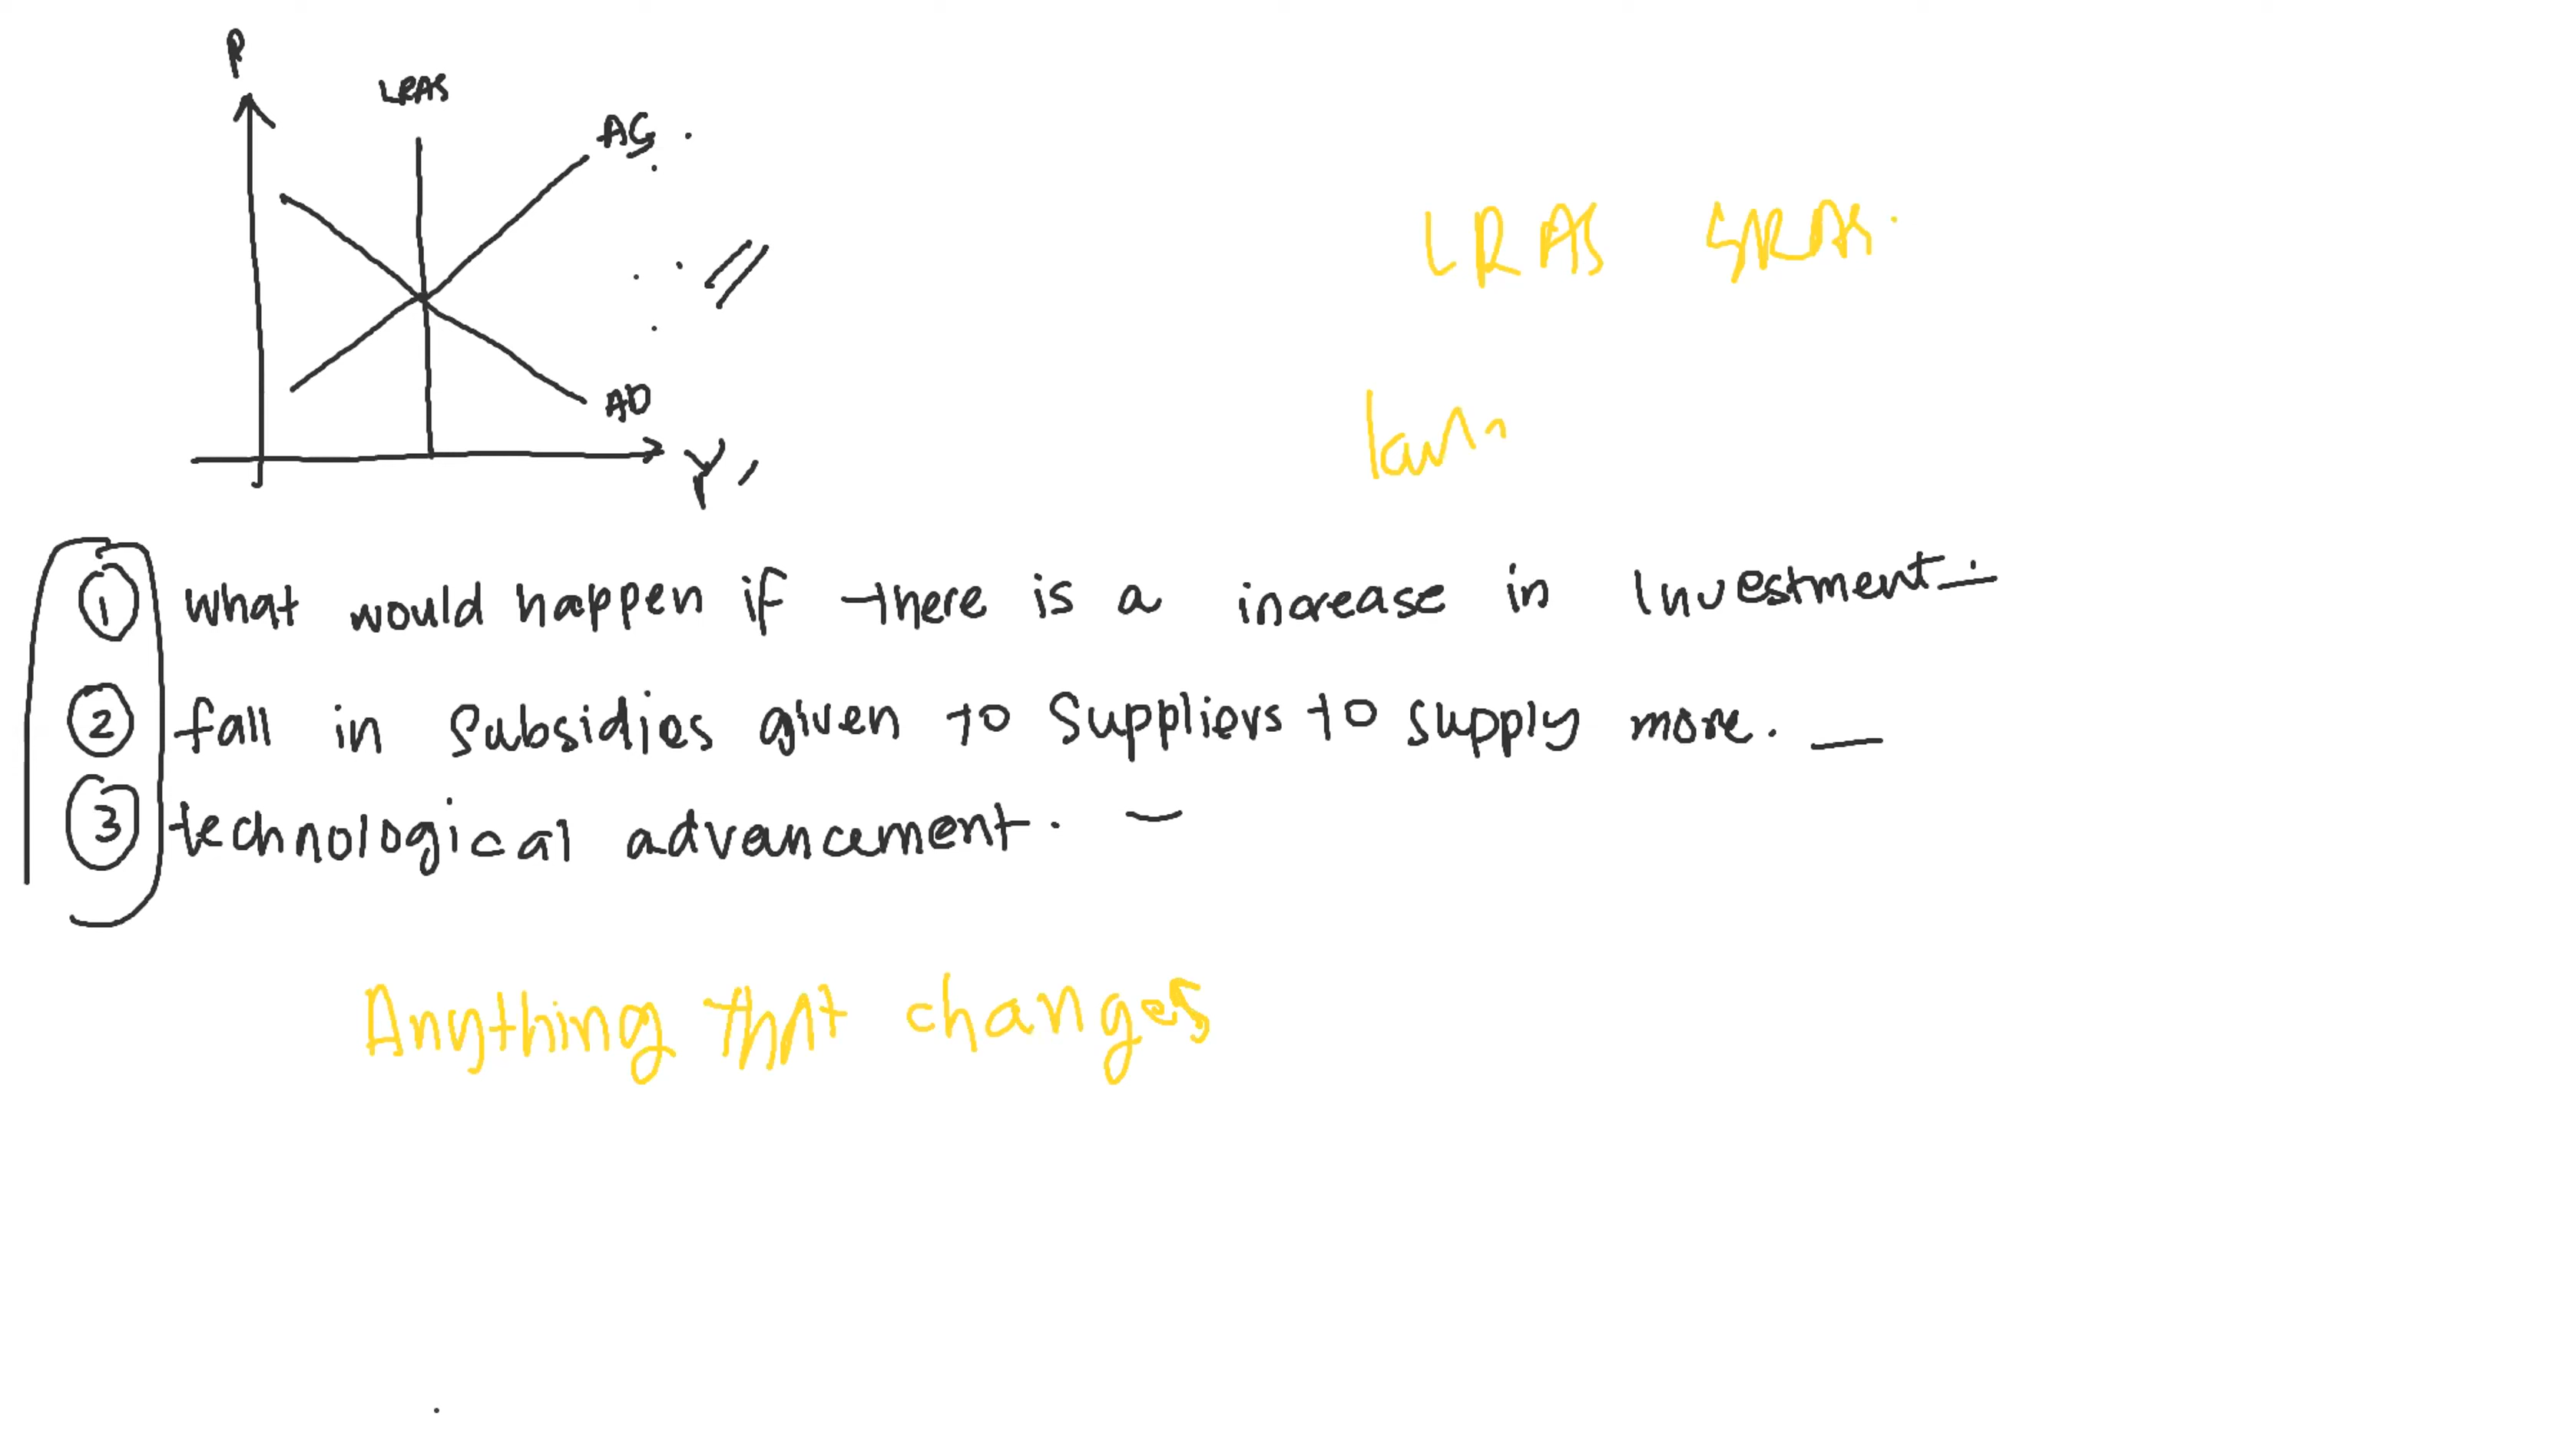 P
LRAS
AS
LRAS SRAS
AD
Y
① what would happen if there is a increase in Investment
② fall in Subsidies given to Suppliers to supply more.
③ technological advancement.
Anything that changes